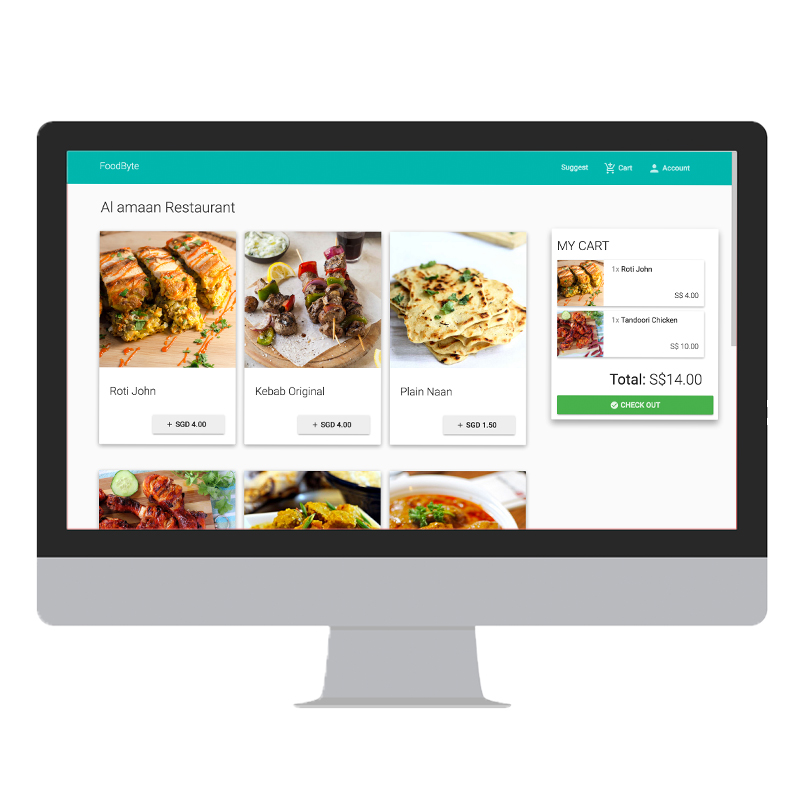 FoodByte
Suggest
Cart
Account
Al amaan Restaurant
Roti John
+ SGD 4.00
Kebab Original
+ SGD 4.00
Plain Naan
+ SGD 1.50
MY CART
1x Roti John
S$ 4.00
1x Tandoori Chicken
S$ 10.00
Total: S$14.00
CHECK OUT